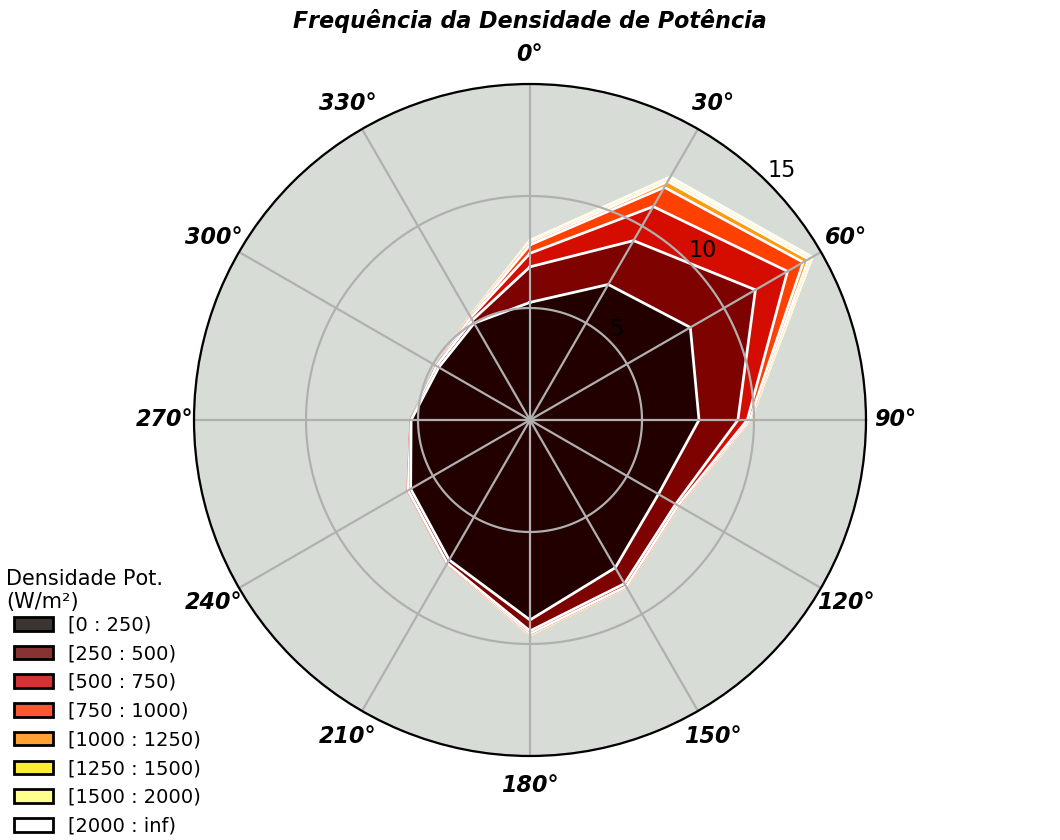 Frequência da Densidade de Potência
0°
330°
30°
15
300°
60°
10
5
270°
90°
240°
120°
210°
150°
180°
Densidade Pot.
(W/m²)
[0 : 250)
[250 : 500)
[500 : 750)
[750 : 1000)
[1000 : 1250)
[1250 : 1500)
[1500 : 2000)
[2000 : inf)